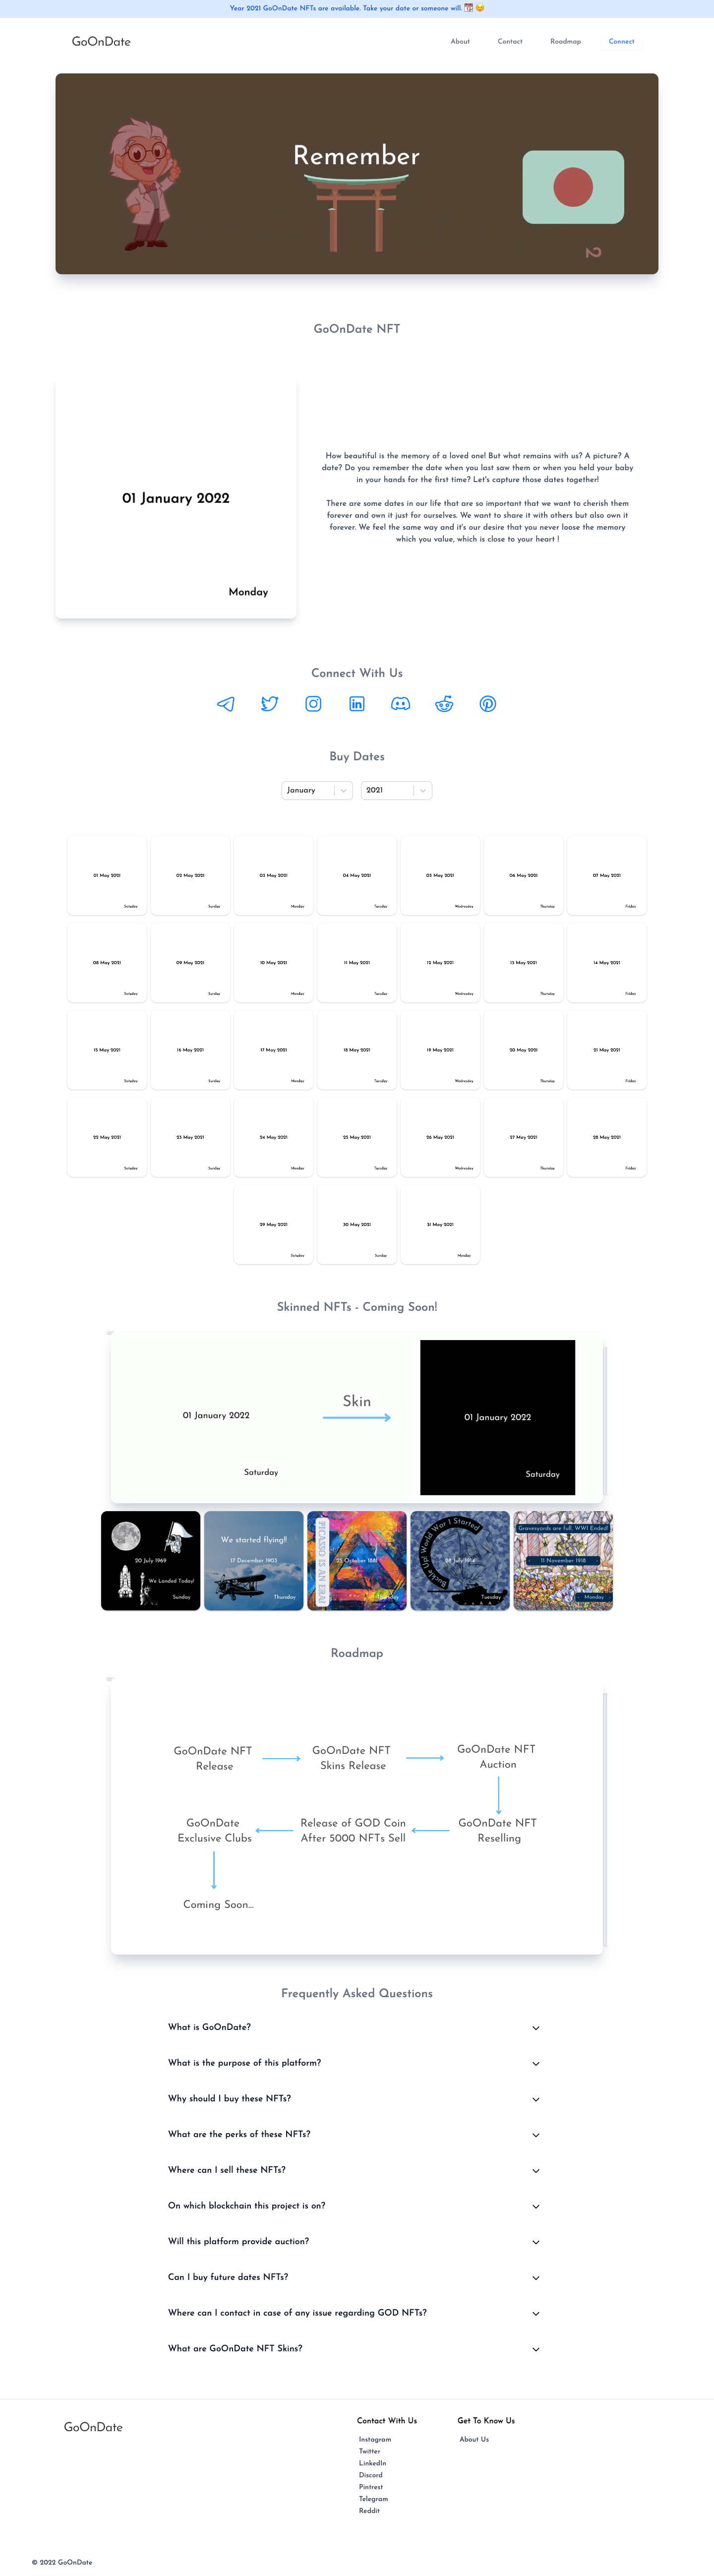 Year 2021 GoOnDate NFTs are available. Take your date or someone will. 📆 😉
GoOnDate
About
Contact
Roadmap
Connect
Remember
2
GoOnDate NFT
01 January 2022
Monday
How beautiful is the memory of a loved one! But what remains with us? A picture? A
date? Do you remember the date when you last saw them or when you held your baby
in your hands for the first time? Let's capture those dates together!
There are some dates in our life that are so important that we want to cherish them
forever and own it just for ourselves. We want to share it with others but also own it
forever. We feel the same way and it's our desire that you never loose the memory
which you value, which is close to your heart !
Connect With Us
Buy Dates
January
2021
01 May 2021
Saturday
02 May 2021
Sunday
03 May 2021
Monday
04 May 2021
Tuesday
05 May 2021
Wednesday
06 May 2021
Thursday
07 May 2021
Friday
08 May 2021
Saturday
09 May 2021
Sunday
10 May 2021
Monday
11 May 2021
Tuesday
12 May 2021
Wednesday
13 May 2021
Thursday
14 May 2021
Friday
15 May 2021
Saturday
16 May 2021
Sunday
17 May 2021
Monday
18 May 2021
Tuesday
19 May 2021
Wednesday
20 May 2021
Thursday
21 May 2021
Friday
22 May 2021
Saturday
23 May 2021
Sunday
24 May 2021
Monday
25 May 2021
Tuesday
26 May 2021
Wednesday
27 May 2021
Thursday
28 May 2021
Friday
29 May 2021
Saturday
30 May 2021
Sunday
31 May 2021
Monday
Skinned NFTs - Coming Soon!
01 January 2022
Saturday
Skin
01 January 2022
Saturday
20 July 1969
We Landed Today!
Sunday
We started flying!!
17 December 1903
Thursday
PICASSO IS AN ERA!
25 October 1881
Buckle Up! World War 1 Started
28 July 1914
Tuesday
Graveyards are full, WW1 Ended!
11 November 1918
- Monday -
Roadmap
GoOnDate NFT
Release
GoOnDate NFT
Skins Release
GoOnDate NFT
Auction
GoOnDate
Exclusive Clubs
Release of GOD Coin
After 5000 NFTs Sell
GoOnDate NFT
Reselling
Coming Soon...
Frequently Asked Questions
What is GoOnDate?
What is the purpose of this platform?
Why should I buy these NFTs?
What are the perks of these NFTs?
Where can I sell these NFTs?
On which blockchain this project is on?
Will this platform provide auction?
Can I buy future dates NFTs?
Where can I contact in case of any issue regarding GOD NFTs?
What are GoOnDate NFT Skins?
GoOnDate
Contact With Us
Instagram
Twitter
LinkedIn
Discord
Pintrest
Telegram
Reddit
Get To Know Us
About Us
© 2022 GoOnDate